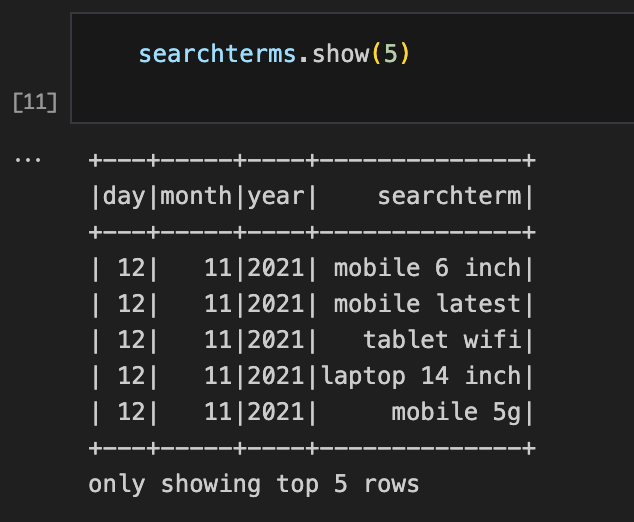 searchterms.show(5)
[11]
...
+---+-----+----+--------------+
|day|month|year|    searchterm|
+---+-----+----+--------------+
| 12|   11|2021| mobile 6 inch|
| 12|   11|2021| mobile latest|
| 12|   11|2021|   tablet wifi|
| 12|   11|2021|laptop 14 inch|
| 12|   11|2021|     mobile 5g|
+---+-----+----+--------------+
only showing top 5 rows